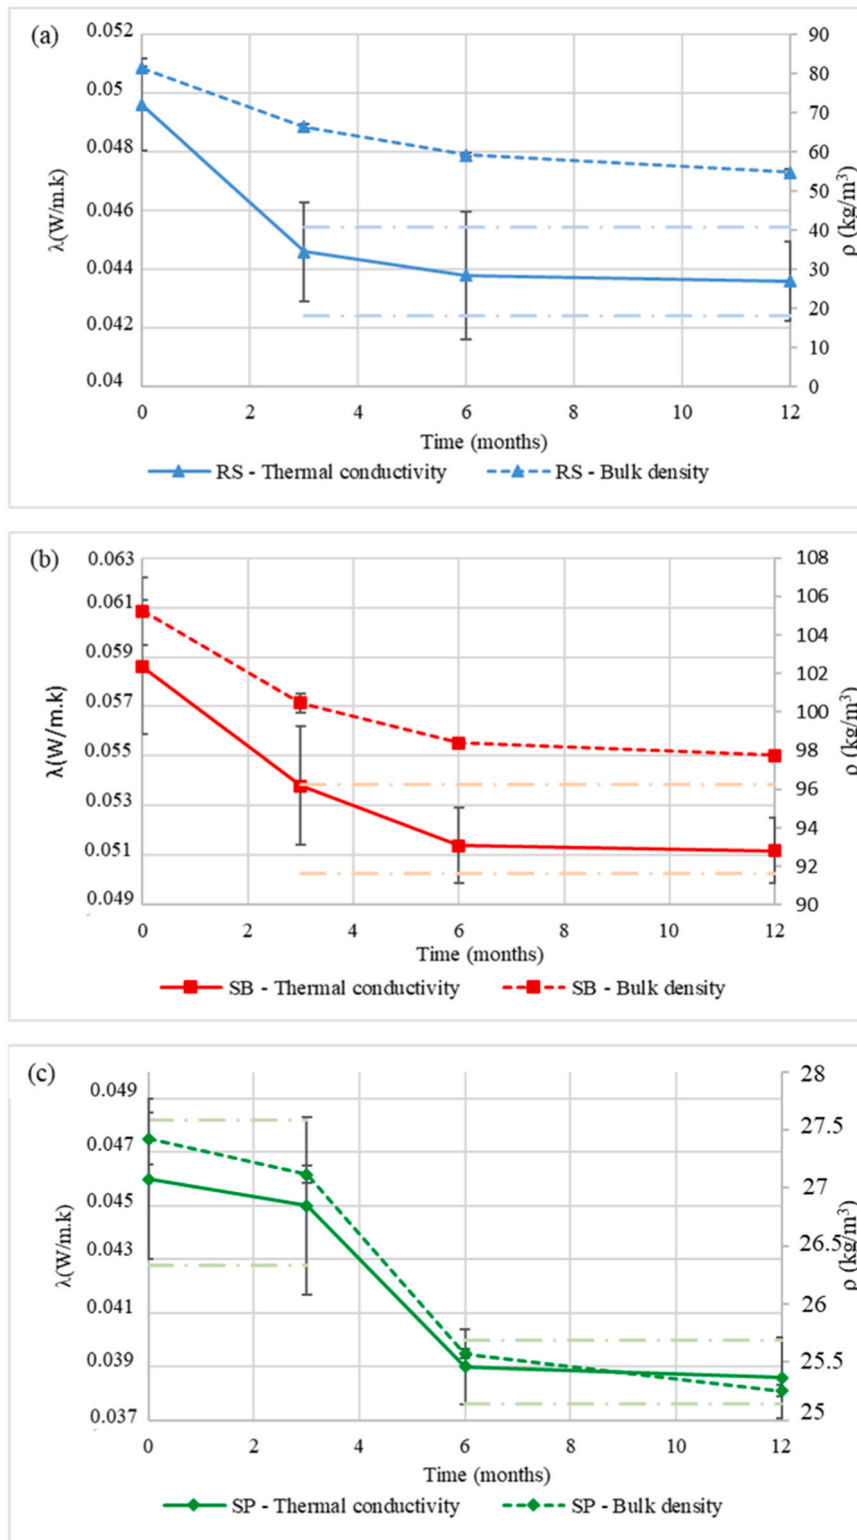 (a)
0.052
0.05
0.048
0.046
0.044
0.042
0.04
λ(W/m.k)
90
80
70
60
50
40
30
20
10
0
ρ (kg/m³)
0 2 4 6 8 10 12
Time (months)
RS - Thermal conductivity RS - Bulk density
(b)
0.063
0.061
0.059
0.057
0.055
0.053
0.051
0.049
λ(W/m.k)
108
106
104
102
100
98
96
94
92
90
ρ (kg/m³)
0 2 4 6 8 10 12
Time (months)
SB - Thermal conductivity SB - Bulk density
(c)
0.049
0.047
0.045
0.043
0.041
0.039
0.037
λ(W/m.k)
28
27.5
27
26.5
26
25.5
25
ρ (kg/m³)
0 2 4 6 8 10 12
Time (months)
SP - Thermal conductivity SP - Bulk density